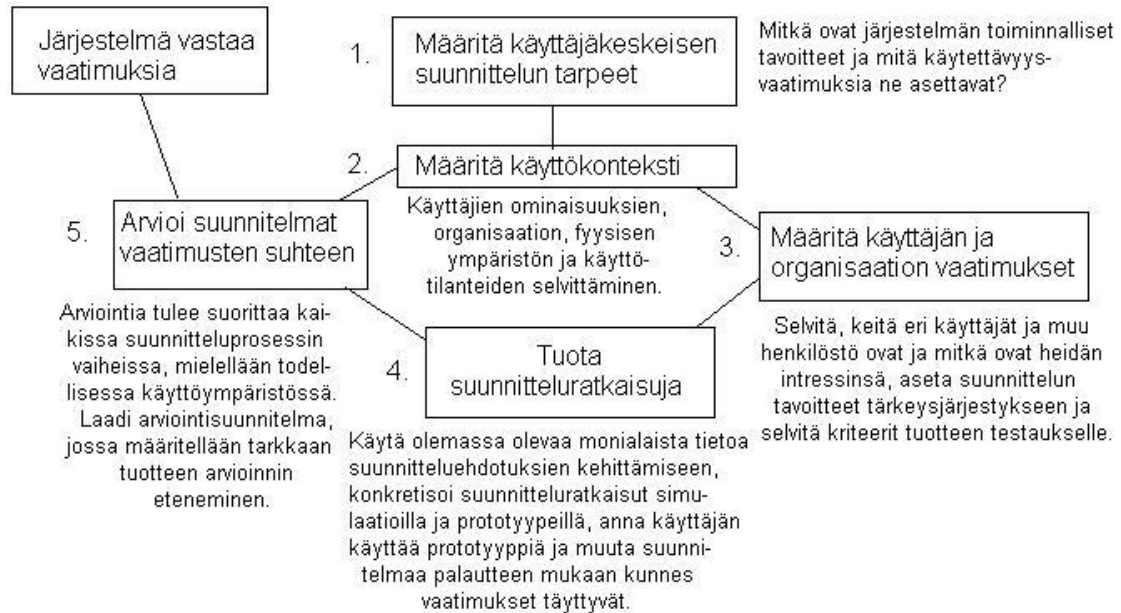 Järjestelmä vastaa
vaatimuksia
1.
Määritä käyttäjäkeskeisen
suunnittelun tarpeet
Mitkä ovat järjestelmän toiminnalliset
tavoitteet ja mitä käytettävyys-
vaatimuksia ne asettavat?
2.
Määritä käyttökonteksti
Käyttäjien ominaisuuksien,
organisaation, fyysisen
ympäristön ja käyttö-
tilanteiden selvittäminen.
3.
Määritä käyttäjän ja
organisaation vaatimukset
Selvitä, keitä eri käyttäjät ja muu
henkilöstö ovat ja mitkä ovat heidän
intressinsä, aseta suunnittelun
tavoitteet tärkeysjärjestykseen ja
selvitä kriteerit tuotteen testaukselle.
4.
Tuota
suunnitteluratkaisuja
Käytä olemassa olevaa monialaista tietoa
suunnitteluehdotuksien kehittämiseen,
konkretisoi suunnitteluratkaisut simu-
laatioilla ja prototyypeillä, anna käyttäjän
käyttää prototyyppiä ja muuta suunni-
telmaa palautteen mukaan kunnes
vaatimukset täyttyvät.
5.
Arvioi suunnitelmat
vaatimusten suhteen
Arviointia tulee suorittaa kai-
kissa suunnitteluprosessin
vaiheissa, mielellään todel-
lisessa käyttöympäristössä.
Laadi arviointisuunnitelma,
jossa määritellään tarkkaan
tuotteen arvioinnin
eteneminen.